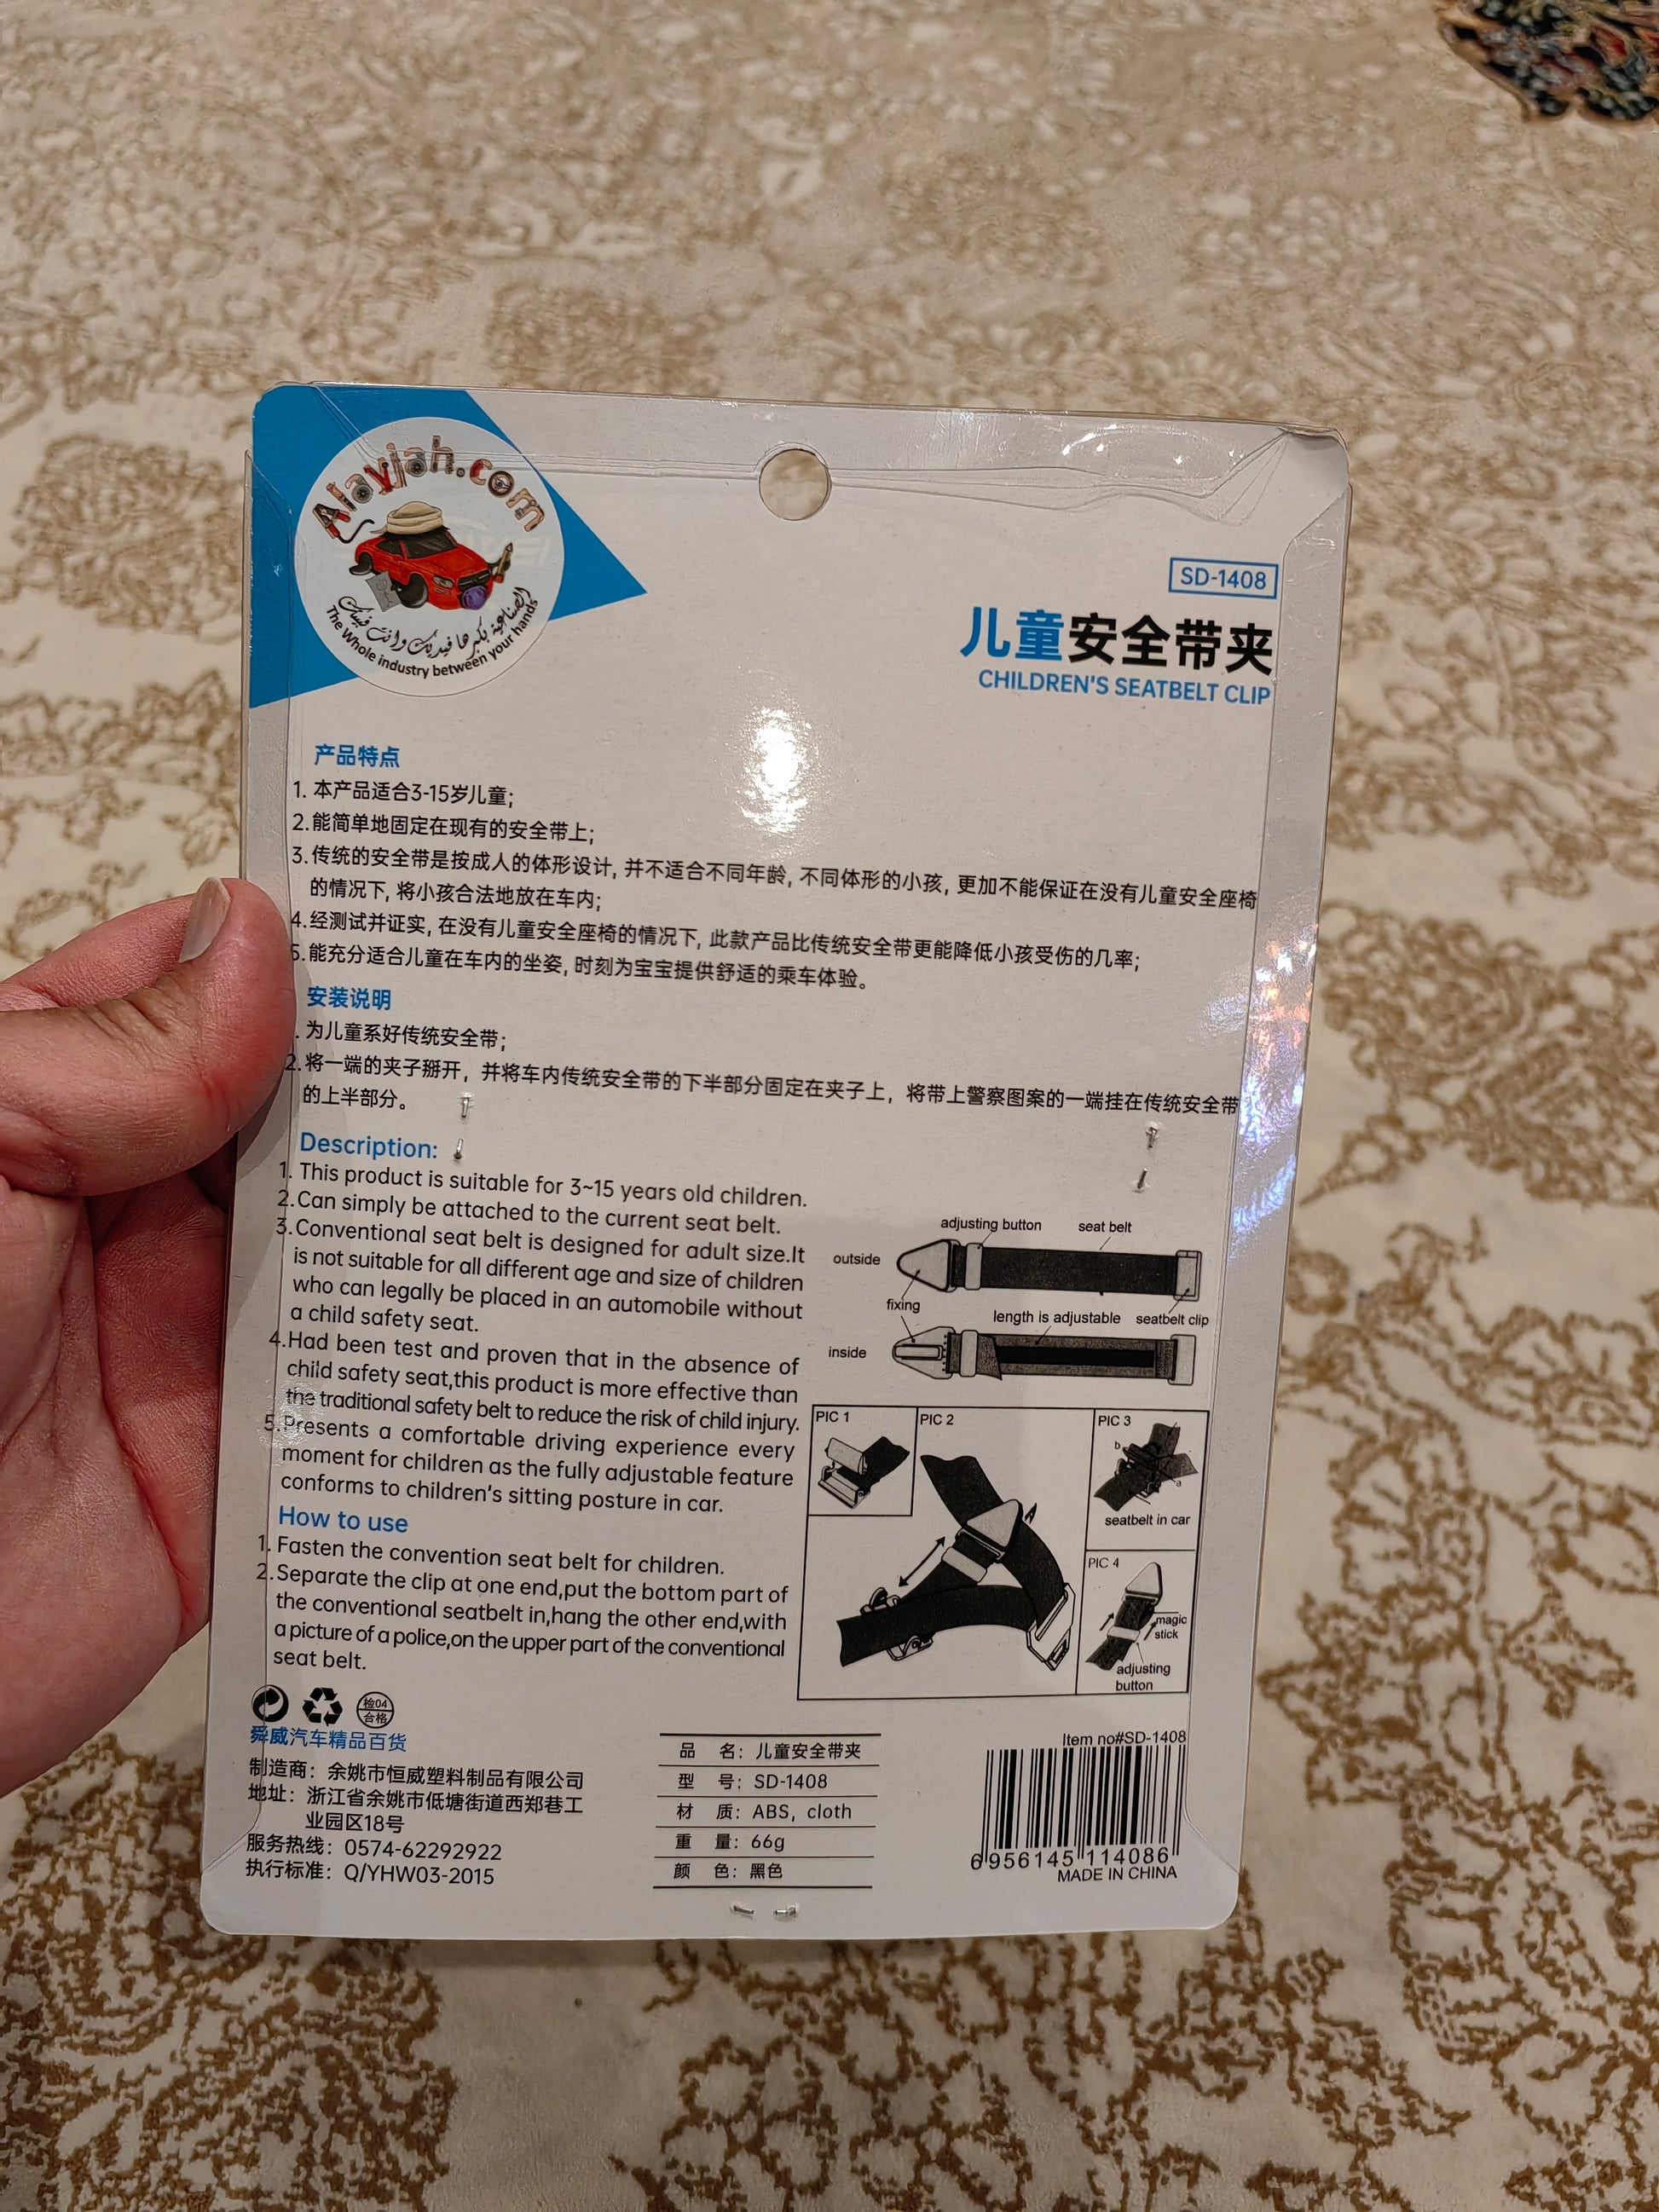 Alayjah.com
الصناعية بكبرها فيديك وانت فبيتك
The Whole industry between your hands
SD-1408
儿童安全带夹
CHILDREN'S SEATBELT CLIP
产品特点
1. 本产品适合3-15岁儿童;
2.能简单地固定在现有的安全带上;
3.传统的安全带是按成人的体形设计, 并不适合不同年龄, 不同体形的小孩, 更加不能保证在没有儿童安全座椅
的情况下, 将小孩合法地放在车内;
4.经测试并证实, 在没有儿童安全座椅的情况下, 此款产品比传统安全带更能降低小孩受伤的几率;
5.能充分适合儿童在车内的坐姿, 时刻为宝宝提供舒适的乘车体验。
安装说明
. 为儿童系好传统安全带;
2.将一端的夹子掰开, 并将车内传统安全带的下半部分固定在夹子上, 将带上警察图案的一端挂在传统安全带
的上半部分。
Description:
1. This product is suitable for 3~15 years old children.
2.Can simply be attached to the current seat belt.
3.Conventional seat belt is designed for adult size.It
is not suitable for all different age and size of children
who can legally be placed in an automobile without
a child safety seat.
4.Had been test and proven that in the absence of
child safety seat,this product is more effective than
the traditional safety belt to reduce the risk of child injury.
5.Presents a comfortable driving experience every
moment for children as the fully adjustable feature
conforms to children's sitting posture in car.
How to use
1. Fasten the convention seat belt for children.
2.Separate the clip at one end,put the bottom part of
the conventional seatbelt in,hang the other end,with
a picture of a police,on the upper part of the conventional
seat belt.
adjusting button
seat belt
outside
fixing
length is adjustable
seatbelt clip
inside
PIC 1
PIC 2
PIC 3
b
a
seatbelt in car
PIC 4
magic
stick
adjusting
button
检04
合格
舜威汽车精品百货
制造商: 余姚市恒威塑料制品有限公司
地址: 浙江省余姚市低塘街道西郑巷工
业园区18号
服务热线: 0574-62292922
执行标准: Q/YHW03-2015
品 名: 儿童安全带夹
型 号: SD-1408
材 质: ABS, cloth
重 量: 66g
颜 色: 黑色
Item no#SD-1408
6 956145 114086
MADE IN CHINA